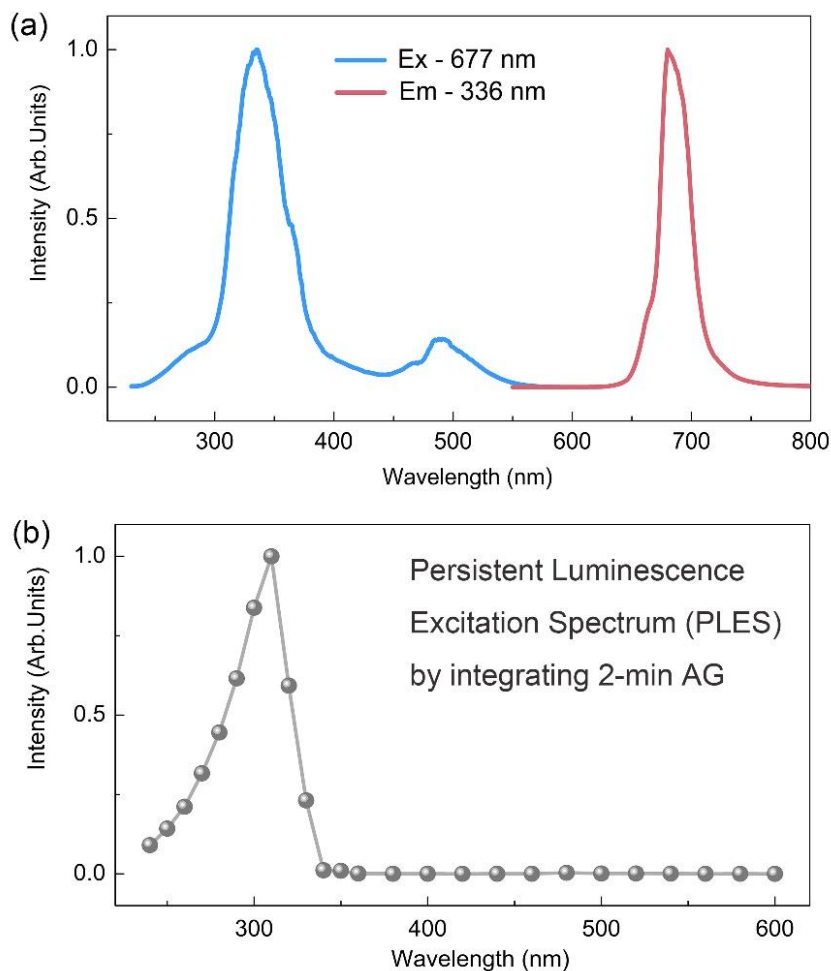 (a)
Ex - 677 nm
Em - 336 nm
Intensity (Arb.Units)
1.0
0.5
0.0
300 400 500 600 700 800
Wavelength (nm)
(b)
Persistent Luminescence
Excitation Spectrum (PLES)
by integrating 2-min AG
Intensity (Arb.Units)
1.0
0.5
0.0
300 400 500 600
Wavelength (nm)